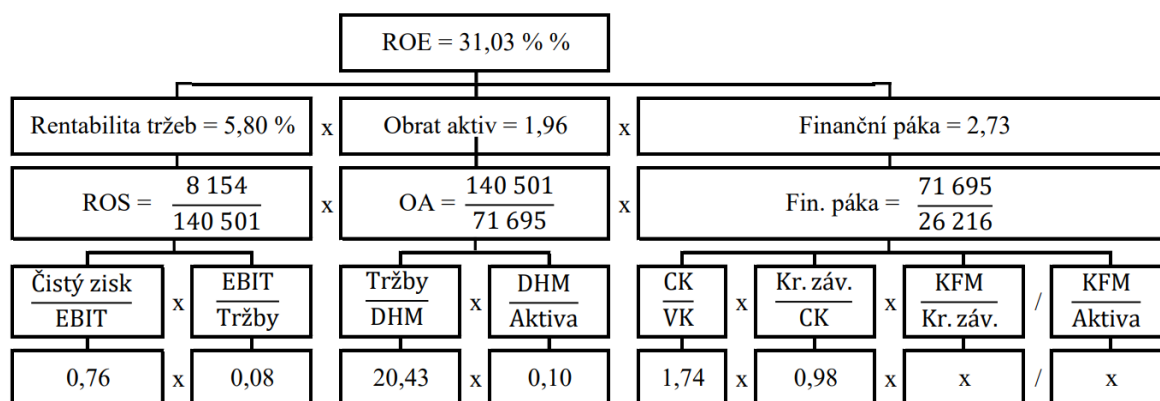 ROE = 31,03 % %
Rentabilita tržeb = 5,80 % x Obrat aktiv = 1,96 x Finanční páka = 2,73
ROS = 8 154 / 140 501 x OA = 140 501 / 71 695 x Fin. páka = 71 695 / 26 216
Čistý zisk / EBIT x EBIT / Tržby Tržby / DHM x DHM / Aktiva CK / VK x Kr. záv. / CK x KFM / Kr. záv. / KFM / Aktiva
0,76 x 0,08 20,43 x 0,10 1,74 x 0,98 x x / x